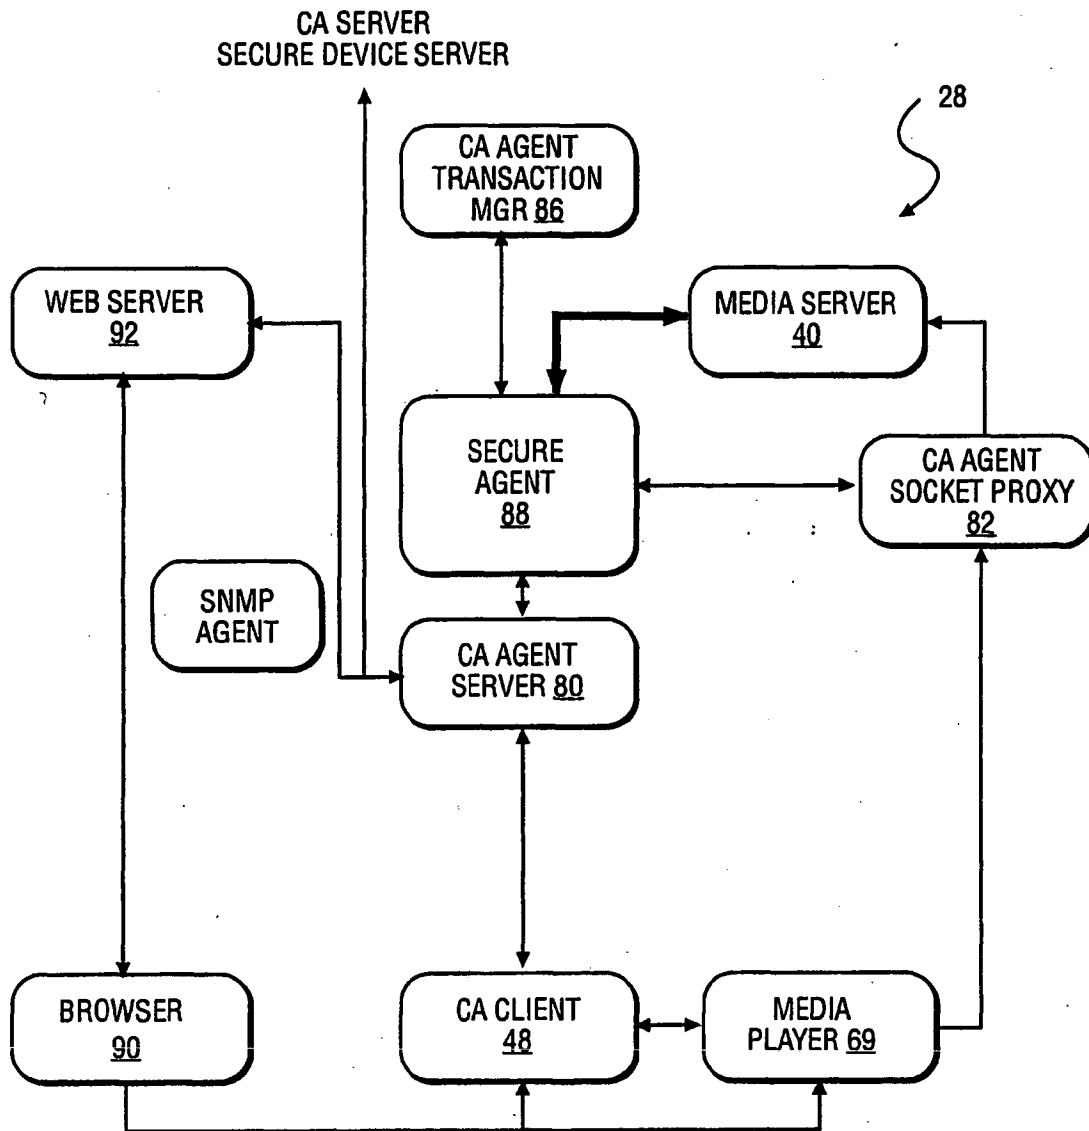 CA SERVER
SECURE DEVICE SERVER
28
CA AGENT
TRANSACTION
MGR 86
WEB SERVER
92
MEDIA SERVER
40
SECURE
AGENT
88
CA AGENT
SOCKET PROXY
82
SNMP
AGENT
CA AGENT
SERVER 80
BROWSER
90
CA CLIENT
48
MEDIA
PLAYER 69